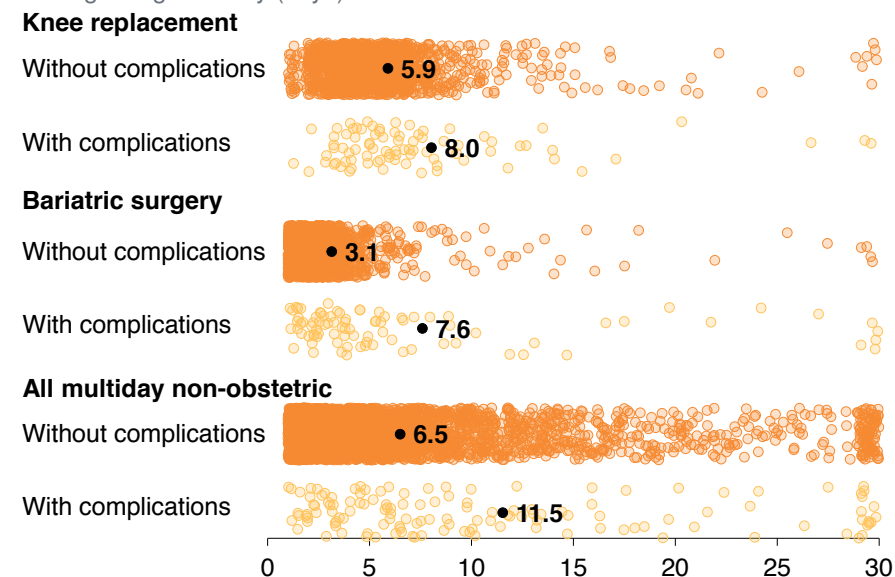 Knee replacement
Without complications 5.9
With complications 8.0
Bariatric surgery
Without complications 3.1
With complications 7.6
All multiday non-obstetric
Without complications 6.5
With complications 11.5
0 5 10 15 20 25 30